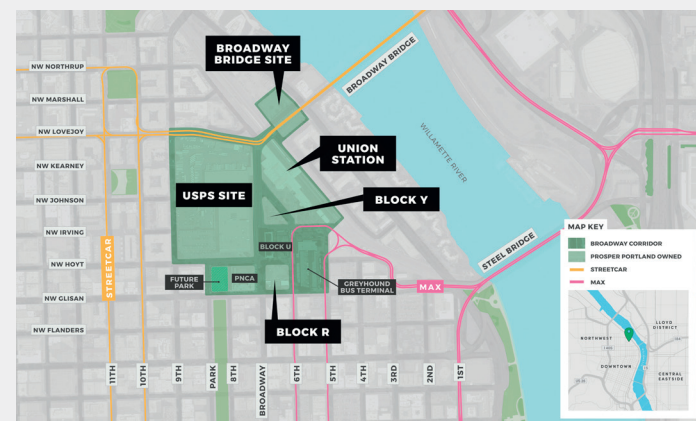 BROADWAY
BRIDGE SITE
BROADWAY BRIDGE
NW NORTHRUP
NW MARSHALL
NW LOVEJOY
NW KEARNEY
NW JOHNSON
NW IRVING
NW HOYT
NW GLISAN
NW FLANDERS
WILLAMETTE RIVER
UNION
STATION
USPS SITE
BLOCK Y
BLOCK U
STEEL BRIDGE
STREETCAR
FUTURE
PARK
PNCA
GREYHOUND
BUS TERMINAL
MAX
BLOCK R
11TH
10TH
9TH
PARK
8TH
BROADWAY
6TH
5TH
4TH
3RD
2ND
1ST
MAP KEY
BROADWAY CORRIDOR
PROSPER PORTLAND OWNED
STREETCAR
MAX
NORTHWEST
LLOYD
DISTRICT
DOWNTOWN
CENTRAL
EASTSIDE